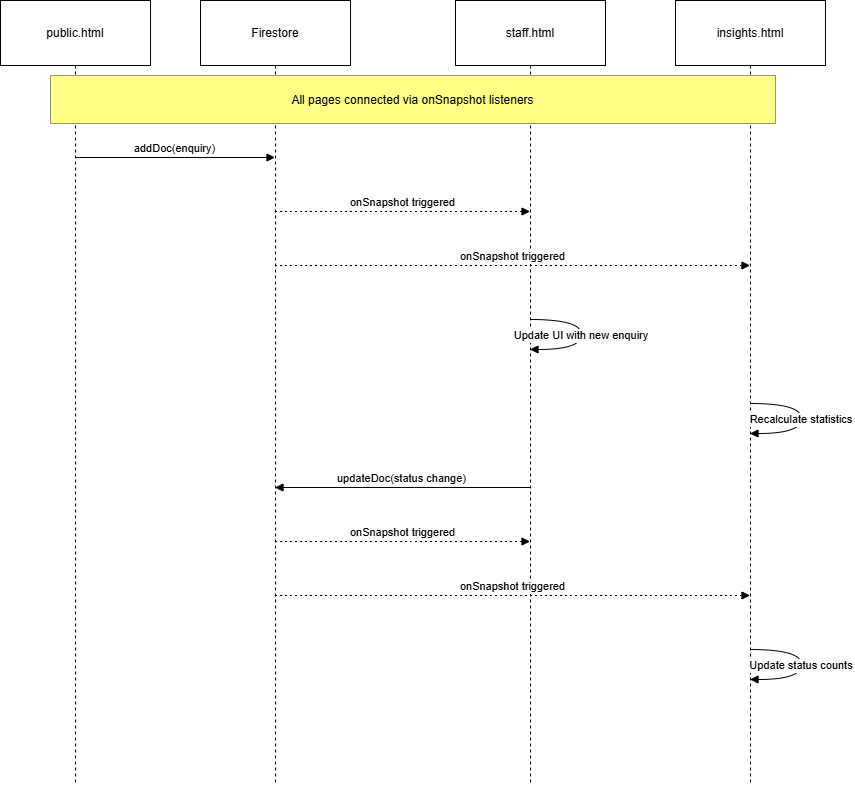 public.html
Firestore
staff.html
insights.html
All pages connected via onSnapshot listeners
addDoc(enquiry)
onSnapshot triggered
onSnapshot triggered
Update UI with new enquiry
Recalculate statistics
updateDoc(status change)
onSnapshot triggered
onSnapshot triggered
Update status counts